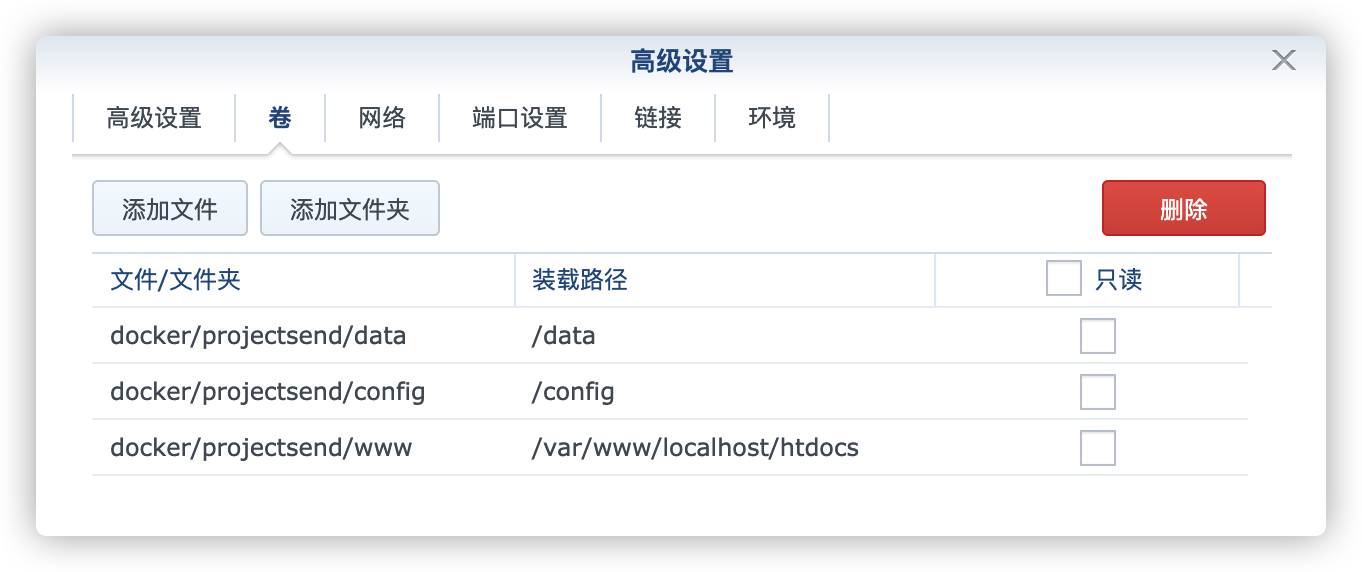 高级设置
高级设置 卷 网络 端口设置 链接 环境
添加文件 添加文件夹 删除
文件/文件夹 装载路径 只读
docker/projectsend/data /data
docker/projectsend/config /config
docker/projectsend/www /var/www/localhost/htdocs